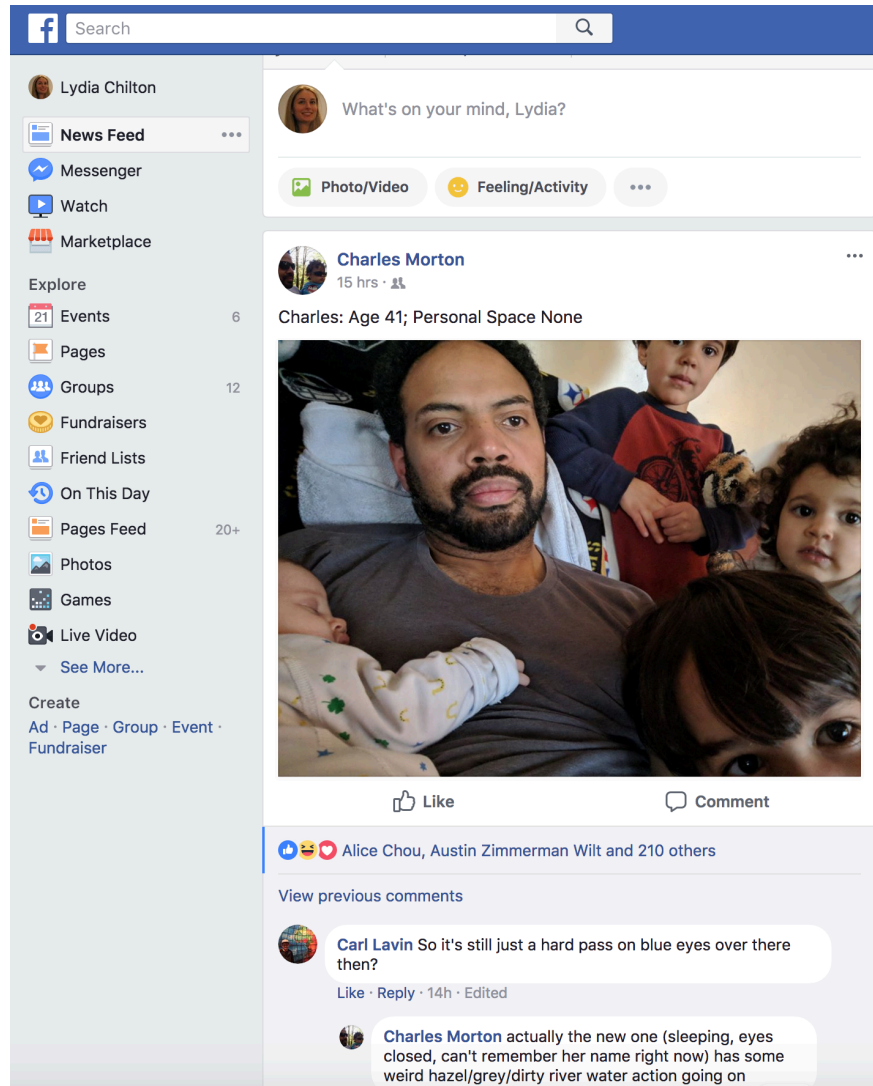 Search
Lydia Chilton
News Feed
Messenger
Watch
Marketplace
Explore
21 Events 6
Pages
Groups 12
Fundraisers
Friend Lists
On This Day
Pages Feed 20+
Photos
Games
Live Video
See More...
Create
Ad · Page · Group · Event ·
Fundraiser
What's on your mind, Lydia?
Photo/Video Feeling/Activity
Charles Morton
15 hrs ·
Charles: Age 41; Personal Space None
Like Comment
Alice Chou, Austin Zimmerman Wilt and 210 others
View previous comments
Carl Lavin So it's still just a hard pass on blue eyes over there
then?
Like · Reply · 14h · Edited
Charles Morton actually the new one (sleeping, eyes
closed, can't remember her name right now) has some
weird hazel/grey/dirty river water action going on